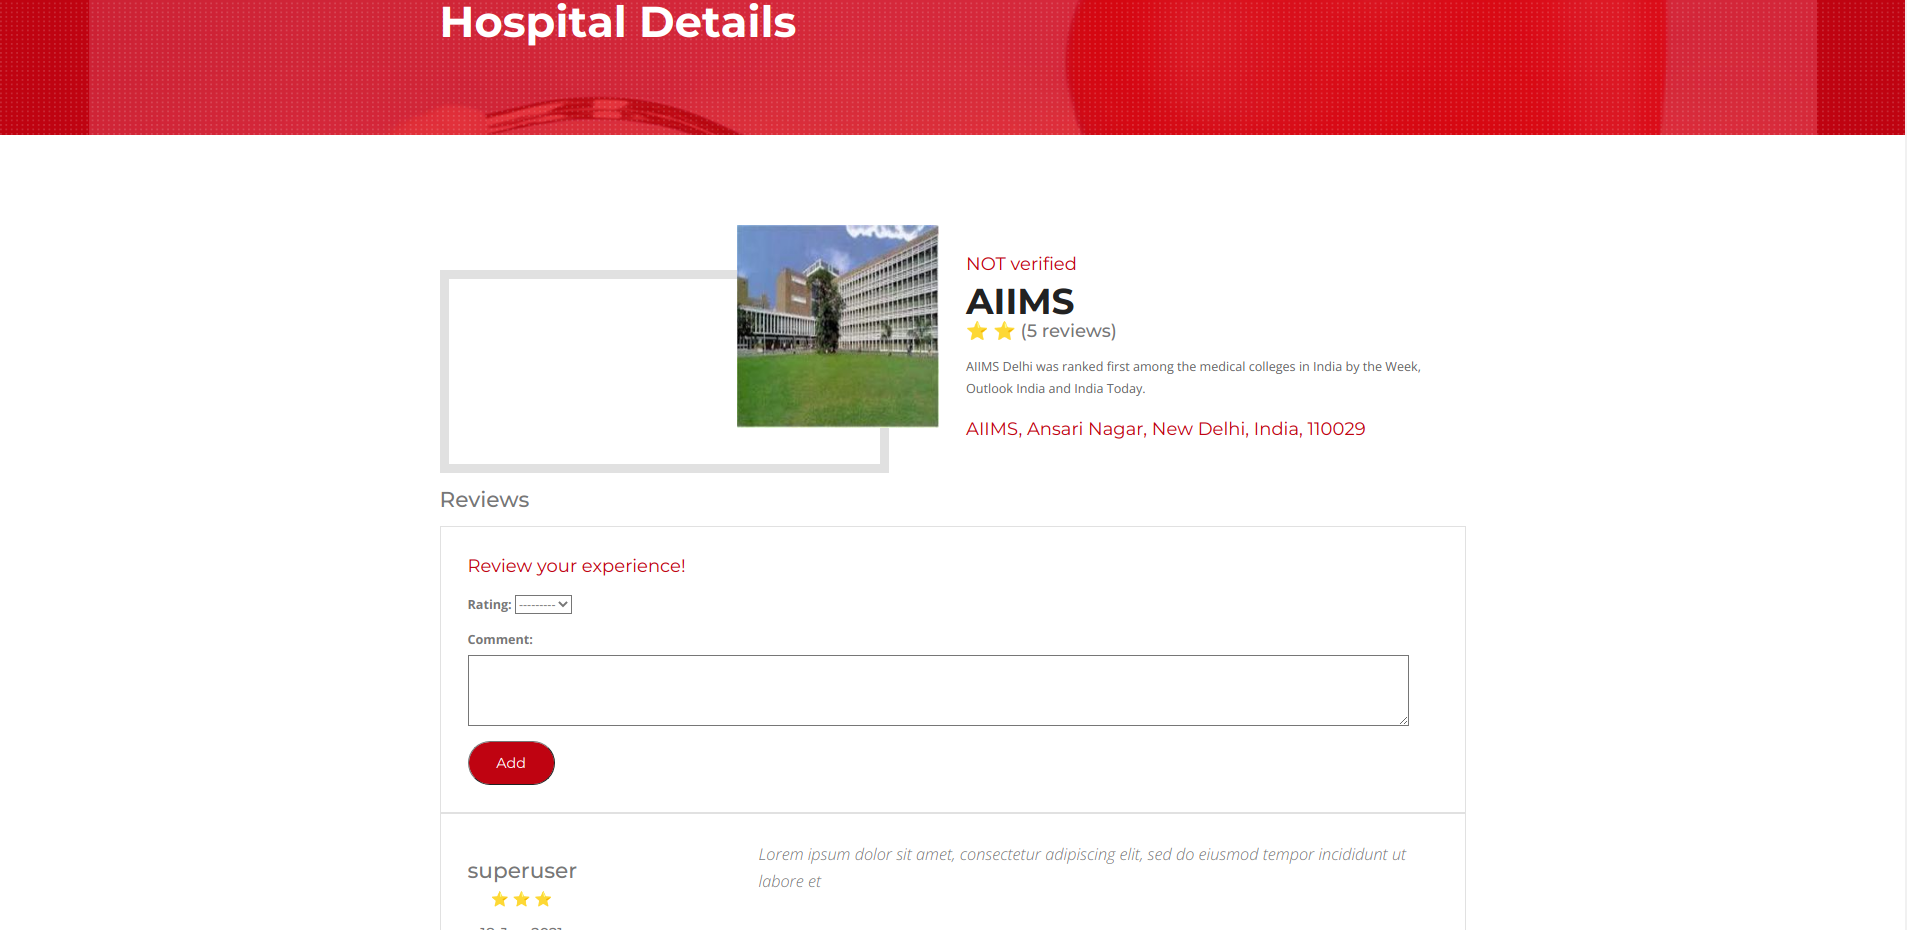 Hospital Details
NOT verified
AIIMS
⭐ ⭐ (5 reviews)
AIIMS Delhi was ranked first among the medical colleges in India by the Week,
Outlook India and India Today.
AIIMS, Ansari Nagar, New Delhi, India, 110029
Reviews
Review your experience!
Rating: ---------
Comment:
Add
superuser
⭐ ⭐ ⭐
Lorem ipsum dolor sit amet, consectetur adipiscing elit, sed do eiusmod tempor incididunt ut
labore et